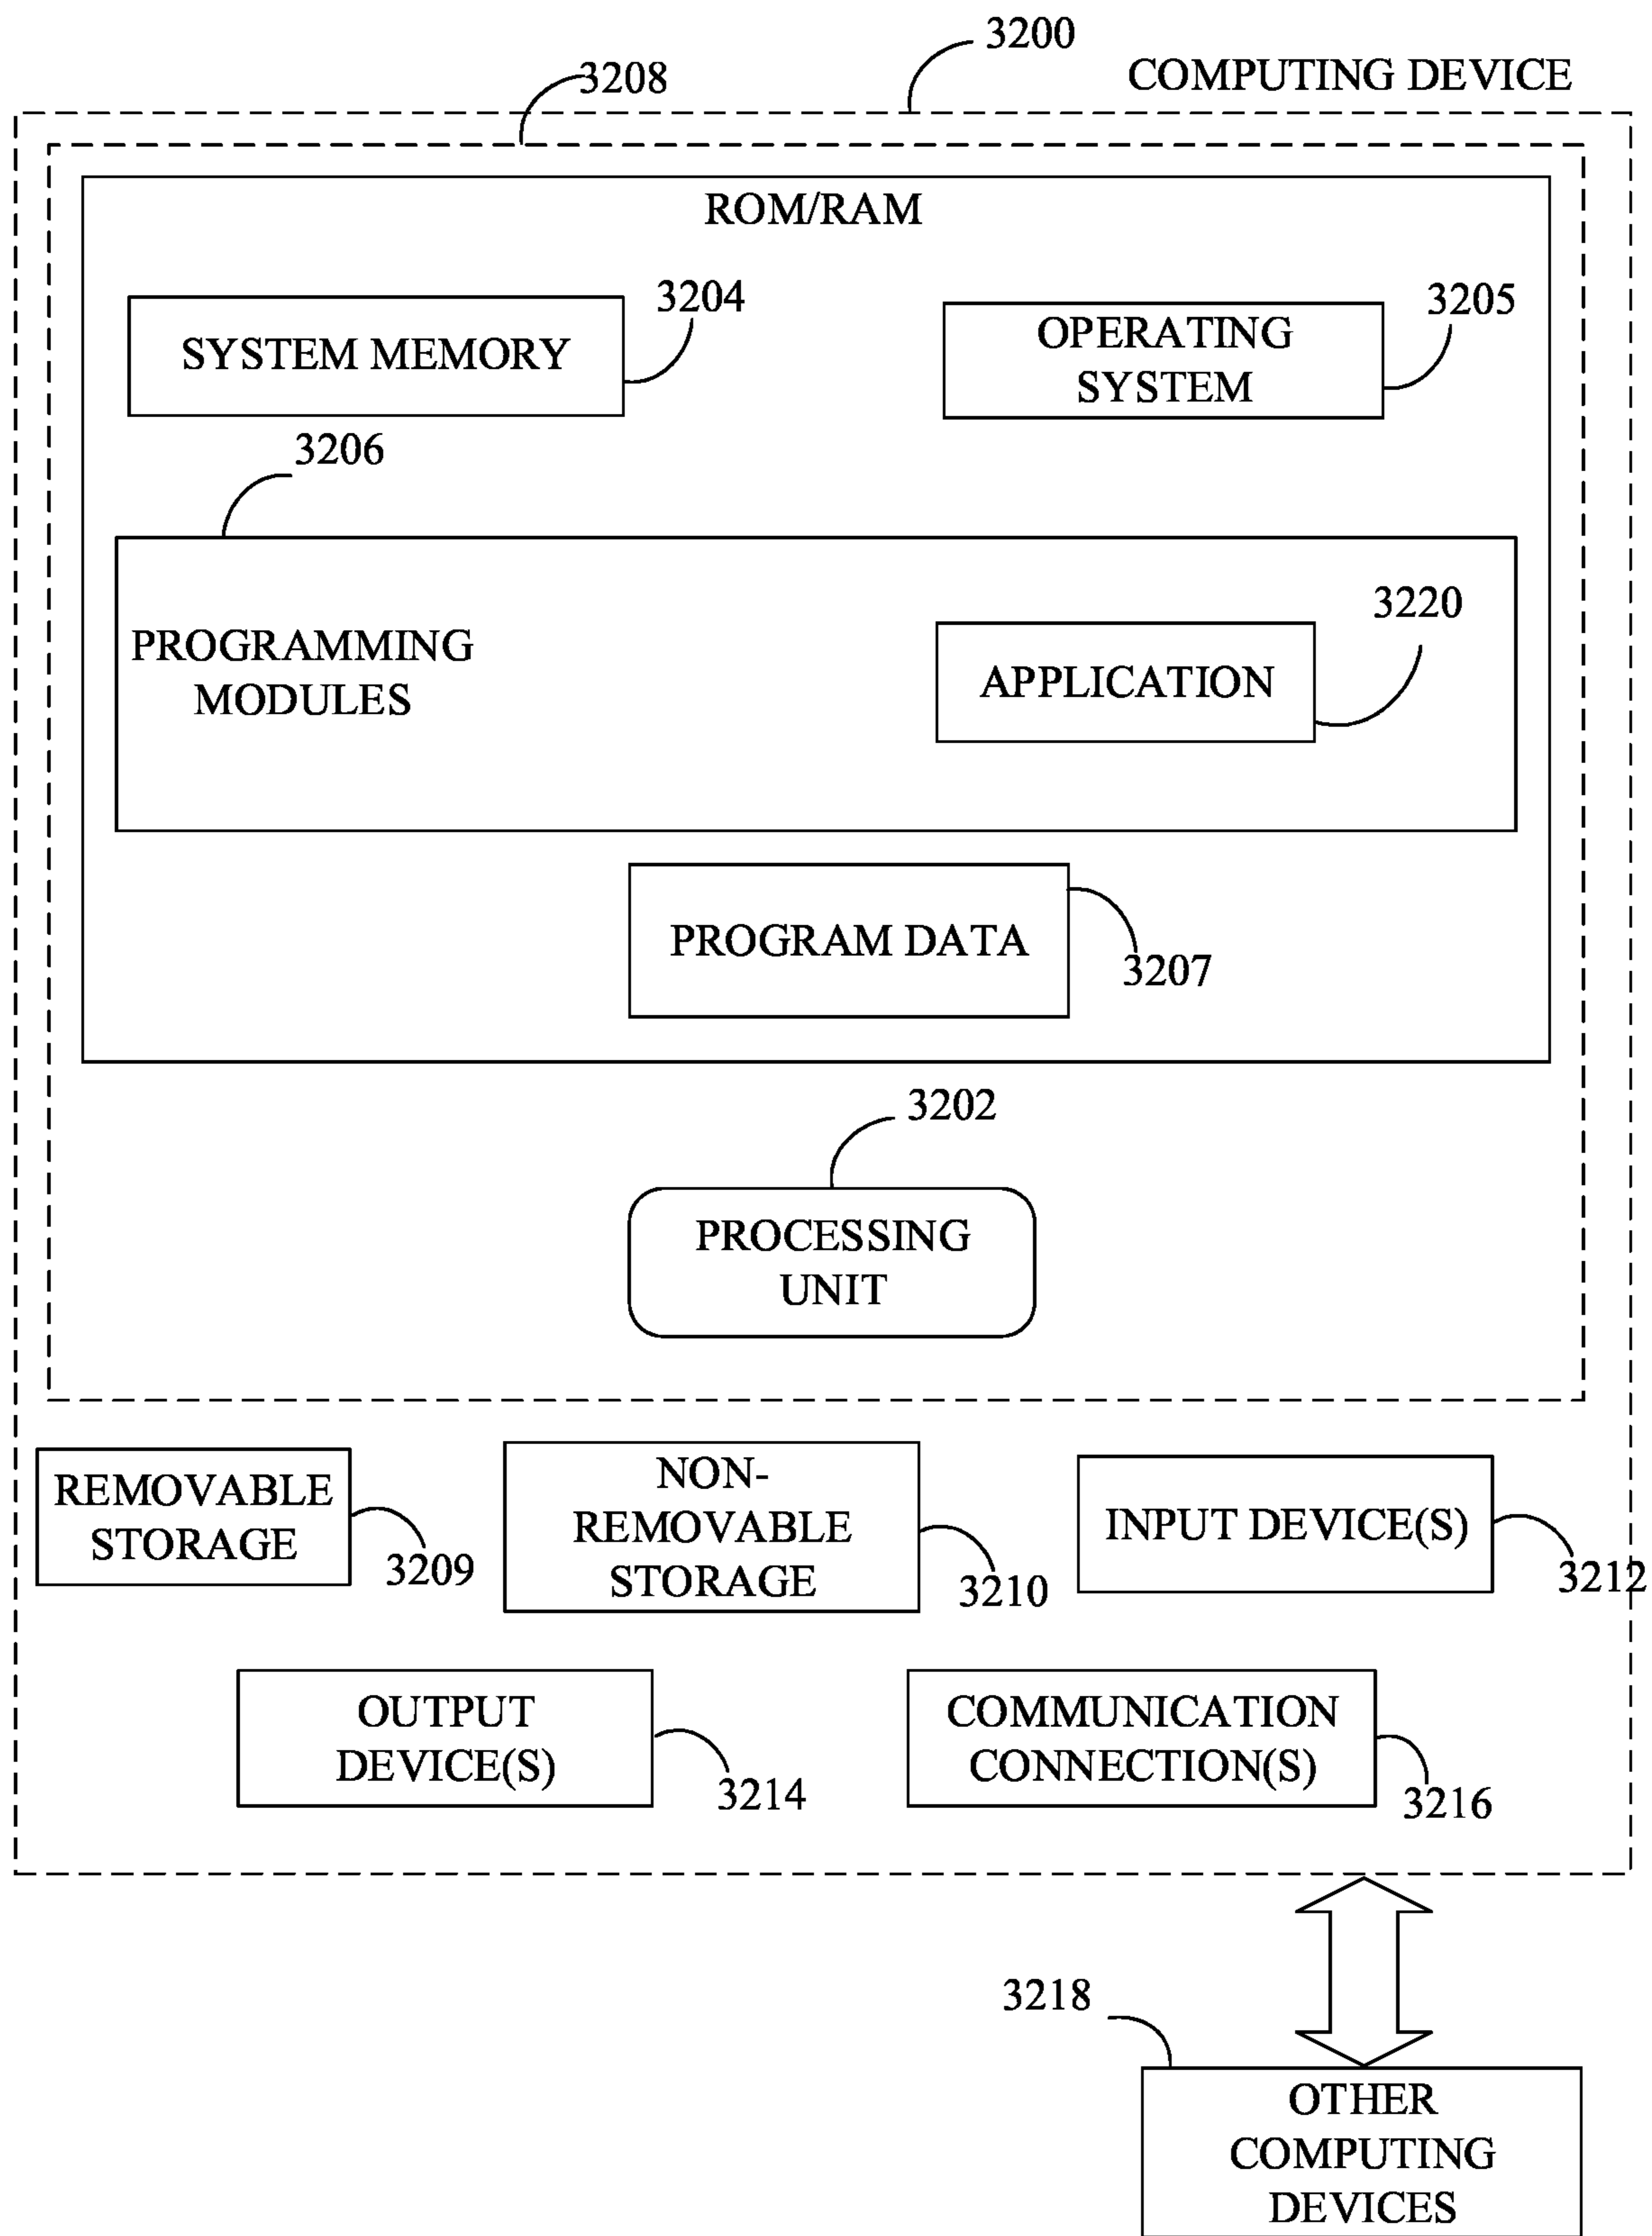 3200
COMPUTING DEVICE
3208
ROM/RAM
SYSTEM MEMORY
3204
OPERATING
SYSTEM
3205
3206
PROGRAMMING
MODULES
APPLICATION
3220
PROGRAM DATA
3207
3202
PROCESSING
UNIT
REMOVABLE
STORAGE
3209
NON-
REMOVABLE
STORAGE
3210
INPUT DEVICE(S)
3212
OUTPUT
DEVICE(S)
3214
COMMUNICATION
CONNECTION(S)
3216
3218
OTHER
COMPUTING
DEVICES